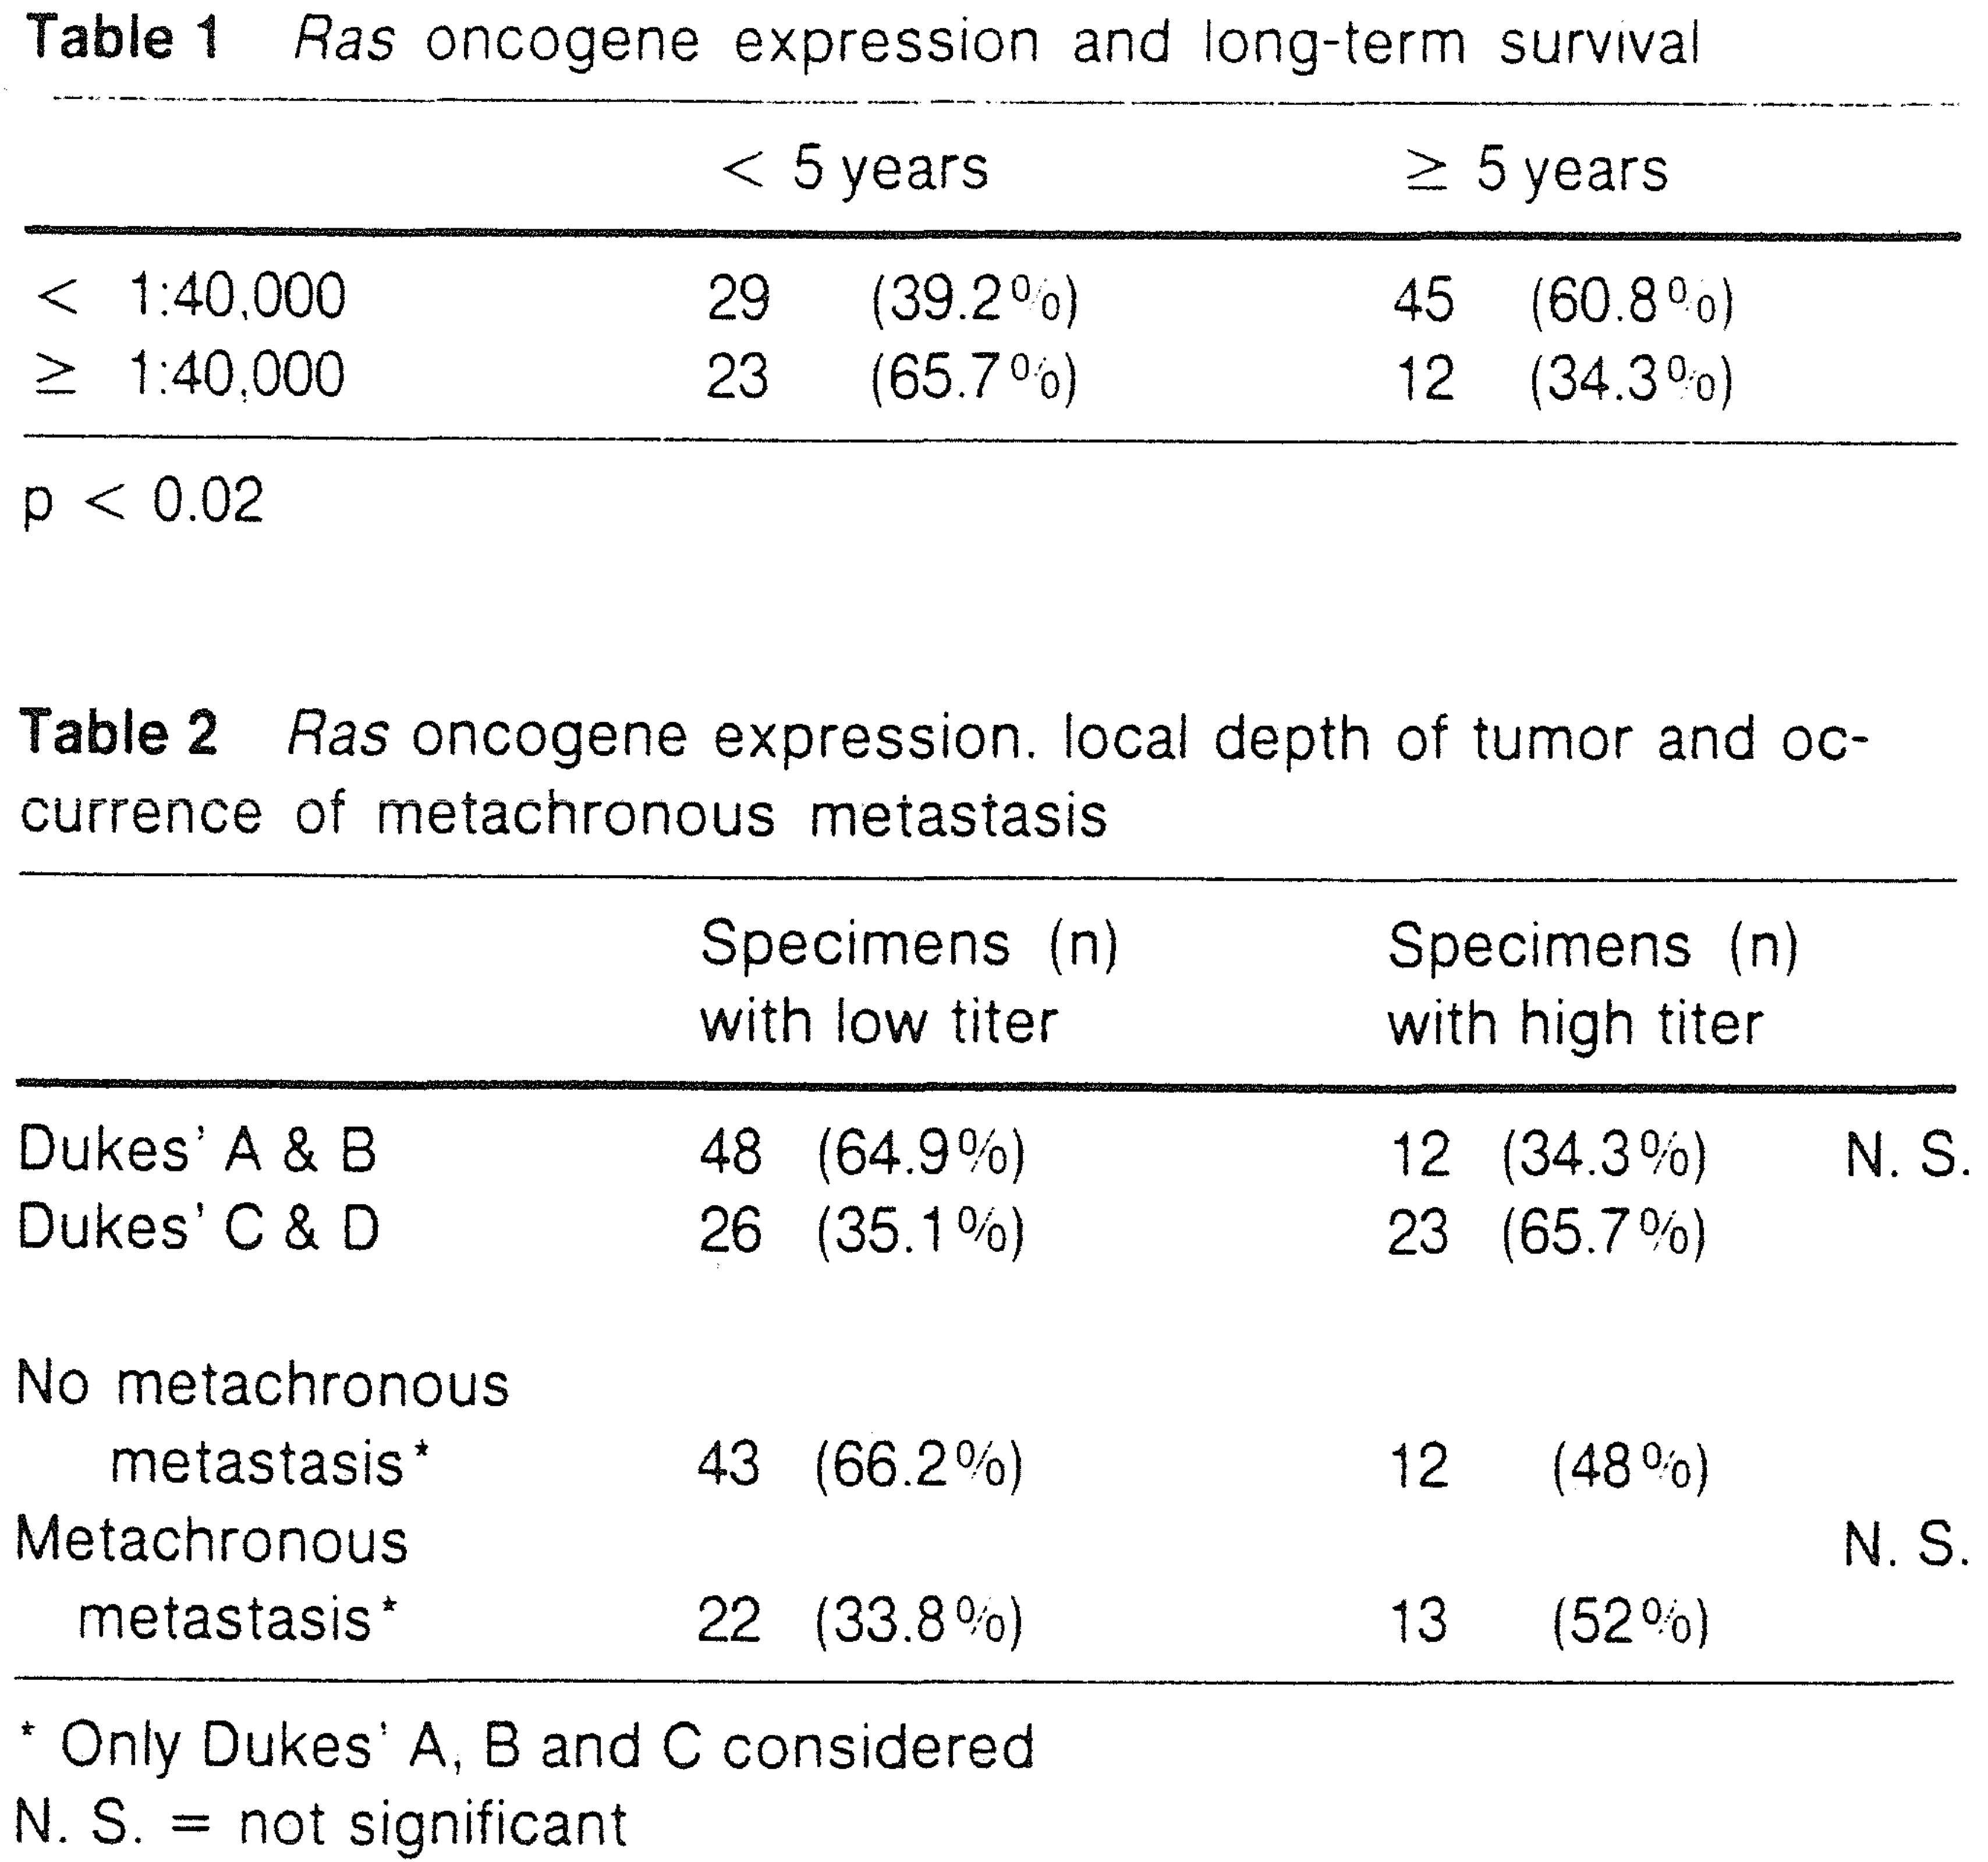 Table 1 Ras oncogene expression and long-term survival
< 5 years ≥ 5 years
< 1:40,000 29 (39.2%) 45 (60.8%)
≥ 1:40,000 23 (65.7%) 12 (34.3%)
p < 0.02
Table 2 Ras oncogene expression. local depth of tumor and oc-
currence of metachronous metastasis
Specimens (n) Specimens (n)
with low titer with high titer
Dukes' A & B 48 (64.9%) 12 (34.3%) N. S.
Dukes' C & D 26 (35.1%) 23 (65.7%)
No metachronous
metastasis* 43 (66.2%) 12 (48%)
Metachronous N. S.
metastasis* 22 (33.8%) 13 (52%)
* Only Dukes' A, B and C considered
N. S. = not significant